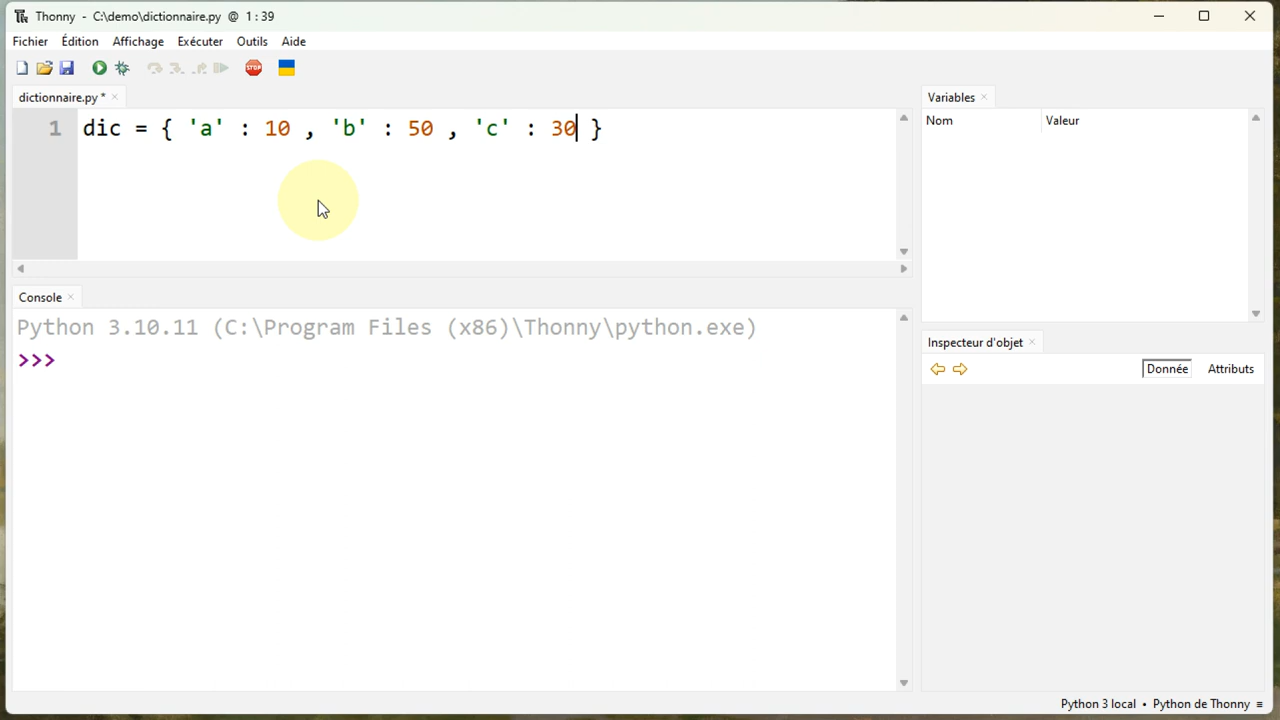 Thonny - C:\demo\dictionnaire.py @ 1:39
Fichier Édition Affichage Exécuter Outils Aide
STOP
dictionnaire.py * ×
1 dic = { 'a' : 10 , 'b' : 50 , 'c' : 30 }
Variables ×
Nom Valeur
Console ×
Python 3.10.11 (C:\Program Files (x86)\Thonny\python.exe)
>>>
Inspecteur d'objet ×
Donnée Attributs
Python 3 local • Python de Thonny ≡